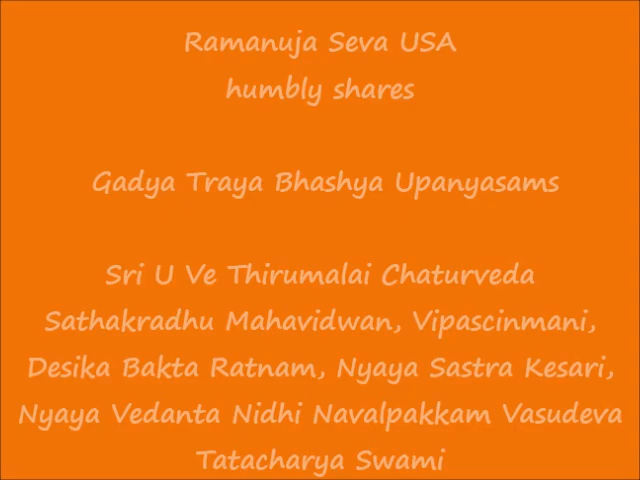 Ramanuja Seva USA
humbly shares
Gadya Traya Bhashya Upanyasams
Sri U Ve Thirumalai Chaturveda
Sathakradhu Mahavidwan, Vipascinmani,
Desika Bakta Ratnam, Nyaya Sastra Kesari,
Nyaya Vedanta Nidhi Navalpakkam Vasudeva
Tatacharya Swami